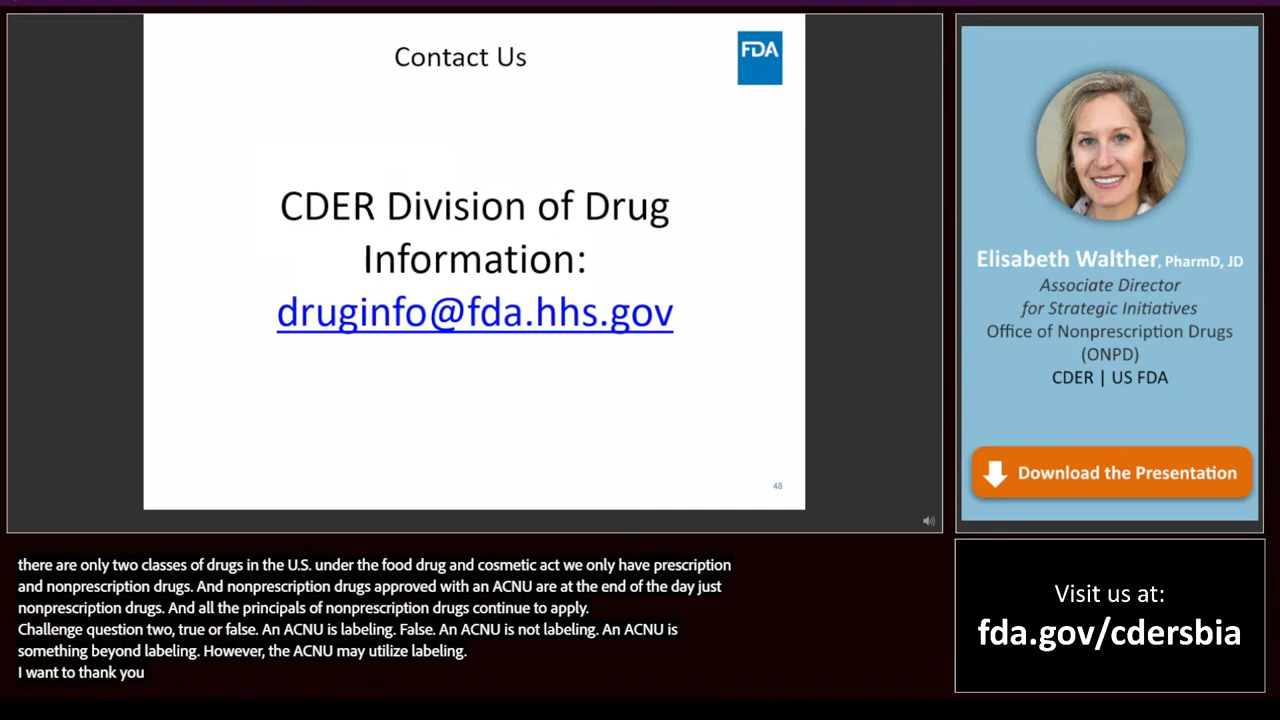 Contact Us
FDA
CDER Division of Drug
Information:
druginfo@fda.hhs.gov
48
Elisabeth Walther, PharmD, JD
Associate Director
for Strategic Initiatives
Office of Nonprescription Drugs
(ONPD)
CDER | US FDA
Download the Presentation
there are only two classes of drugs in the U.S. under the food drug and cosmetic act we only have prescription
and nonprescription drugs. And nonprescription drugs approved with an ACNU are at the end of the day just
nonprescription drugs. And all the principals of nonprescription drugs continue to apply.
Challenge question two, true or false. An ACNU is labeling. False. An ACNU is not labeling. An ACNU is
something beyond labeling. However, the ACNU may utilize labeling.
I want to thank you
Visit us at:
fda.gov/cdersbia